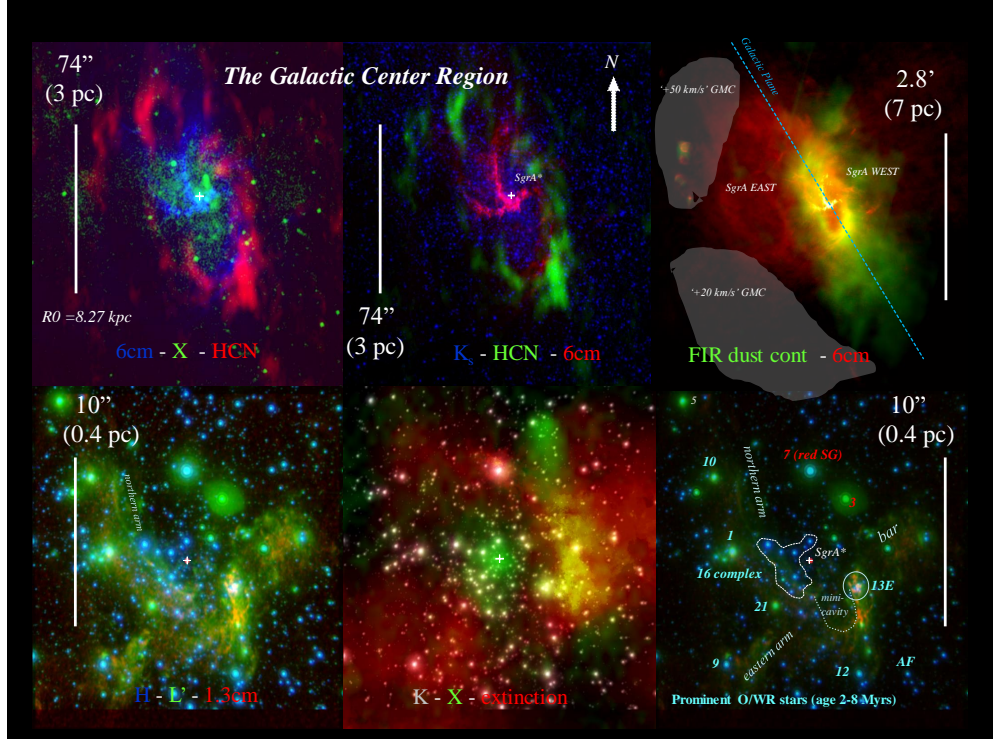 The Galactic Center Region
74”
(3 pc)
R0 =8.27 kpc
6cm - X - HCN
N
SgrA*
74”
(3 pc)
Ks - HCN - 6cm
Galactic Plane
‘+50 km/s’ GMC
2.8’
(7 pc)
SgrA EAST
SgrA WEST
‘+20 km/s’ GMC
FIR dust cont - 6cm
10”
(0.4 pc)
northern arm
H - L’ - 1.3cm
K - X - extinction
5
10”
(0.4 pc)
10
northern arm
7 (red SG)
3
1
bar
SgrA*
16 complex
13E
mini-
cavity
21
eastern arm
9
12
AF
Prominent O/WR stars (age 2-8 Myrs)